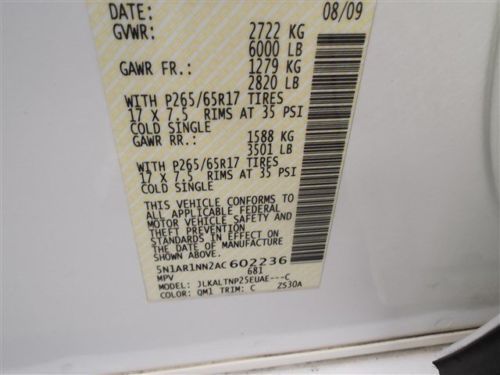 DATE: 08/09
GVWR: 2722 KG
6000 LB
GAWR FR.: 1279 KG
2820 LB
WITH P265/65R17 TIRES
17 X 7.5 RIMS AT 35 PSI
COLD SINGLE
GAWR RR.: 1588 KG
3501 LB
WITH P265/65R17 TIRES
17 X 7.5 RIMS AT 35 PSI
COLD SINGLE
THIS VEHICLE CONFORMS TO
ALL APPLICABLE FEDERAL
MOTOR VEHICLE SAFETY AND
THEFT PREVENTION
STANDARDS IN EFFECT ON
THE DATE OF MANUFACTURE
SHOWN ABOVE.
5N1AR1NN2AC602236
MPV 681
MODEL: JLKALTNP25EUAE---C
COLOR: QM1 TRIM: C ZS30A